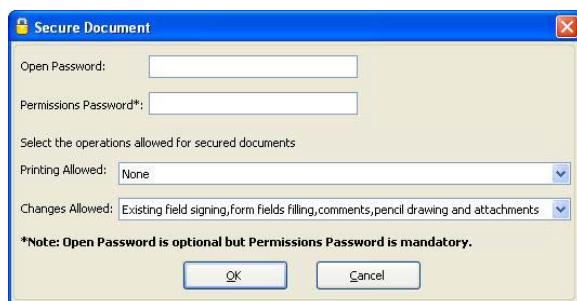 Secure Document
Open Password:
Permissions Password*:
Select the operations allowed for secured documents
Printing Allowed: None
Changes Allowed: Existing field signing,form fields filling,comments,pencil drawing and attachments
*Note: Open Password is optional but Permissions Password is mandatory.
OK Cancel